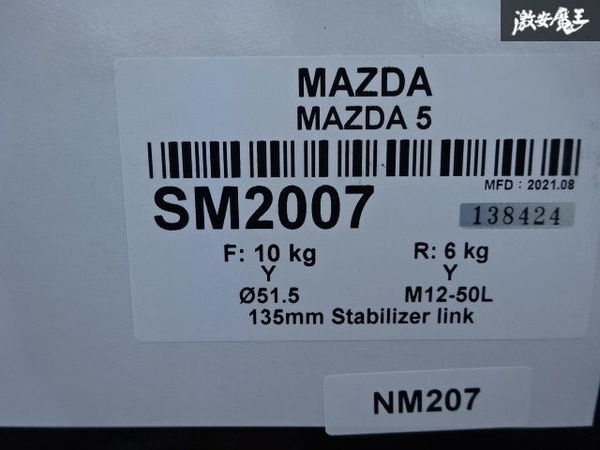 激安魔王
MAZDA
MAZDA 5
MFD : 2021.08
SM2007
138424
F: 10 kg R: 6 kg
Y Y
Ø51.5 M12-50L
135mm Stabilizer link
NM207